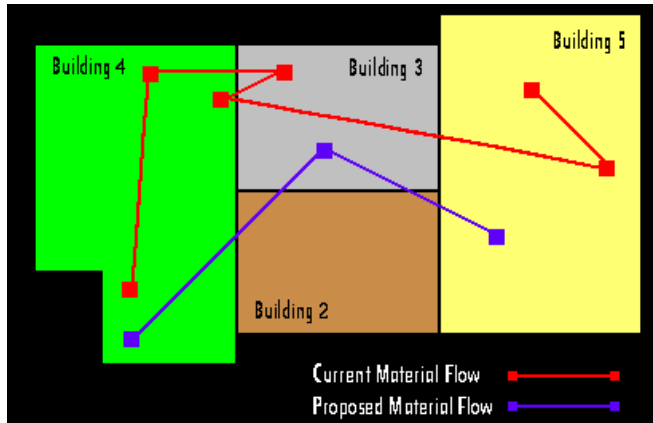 Building 4
Building 3
Building 5
Building 2
Current Material Flow
Proposed Material Flow